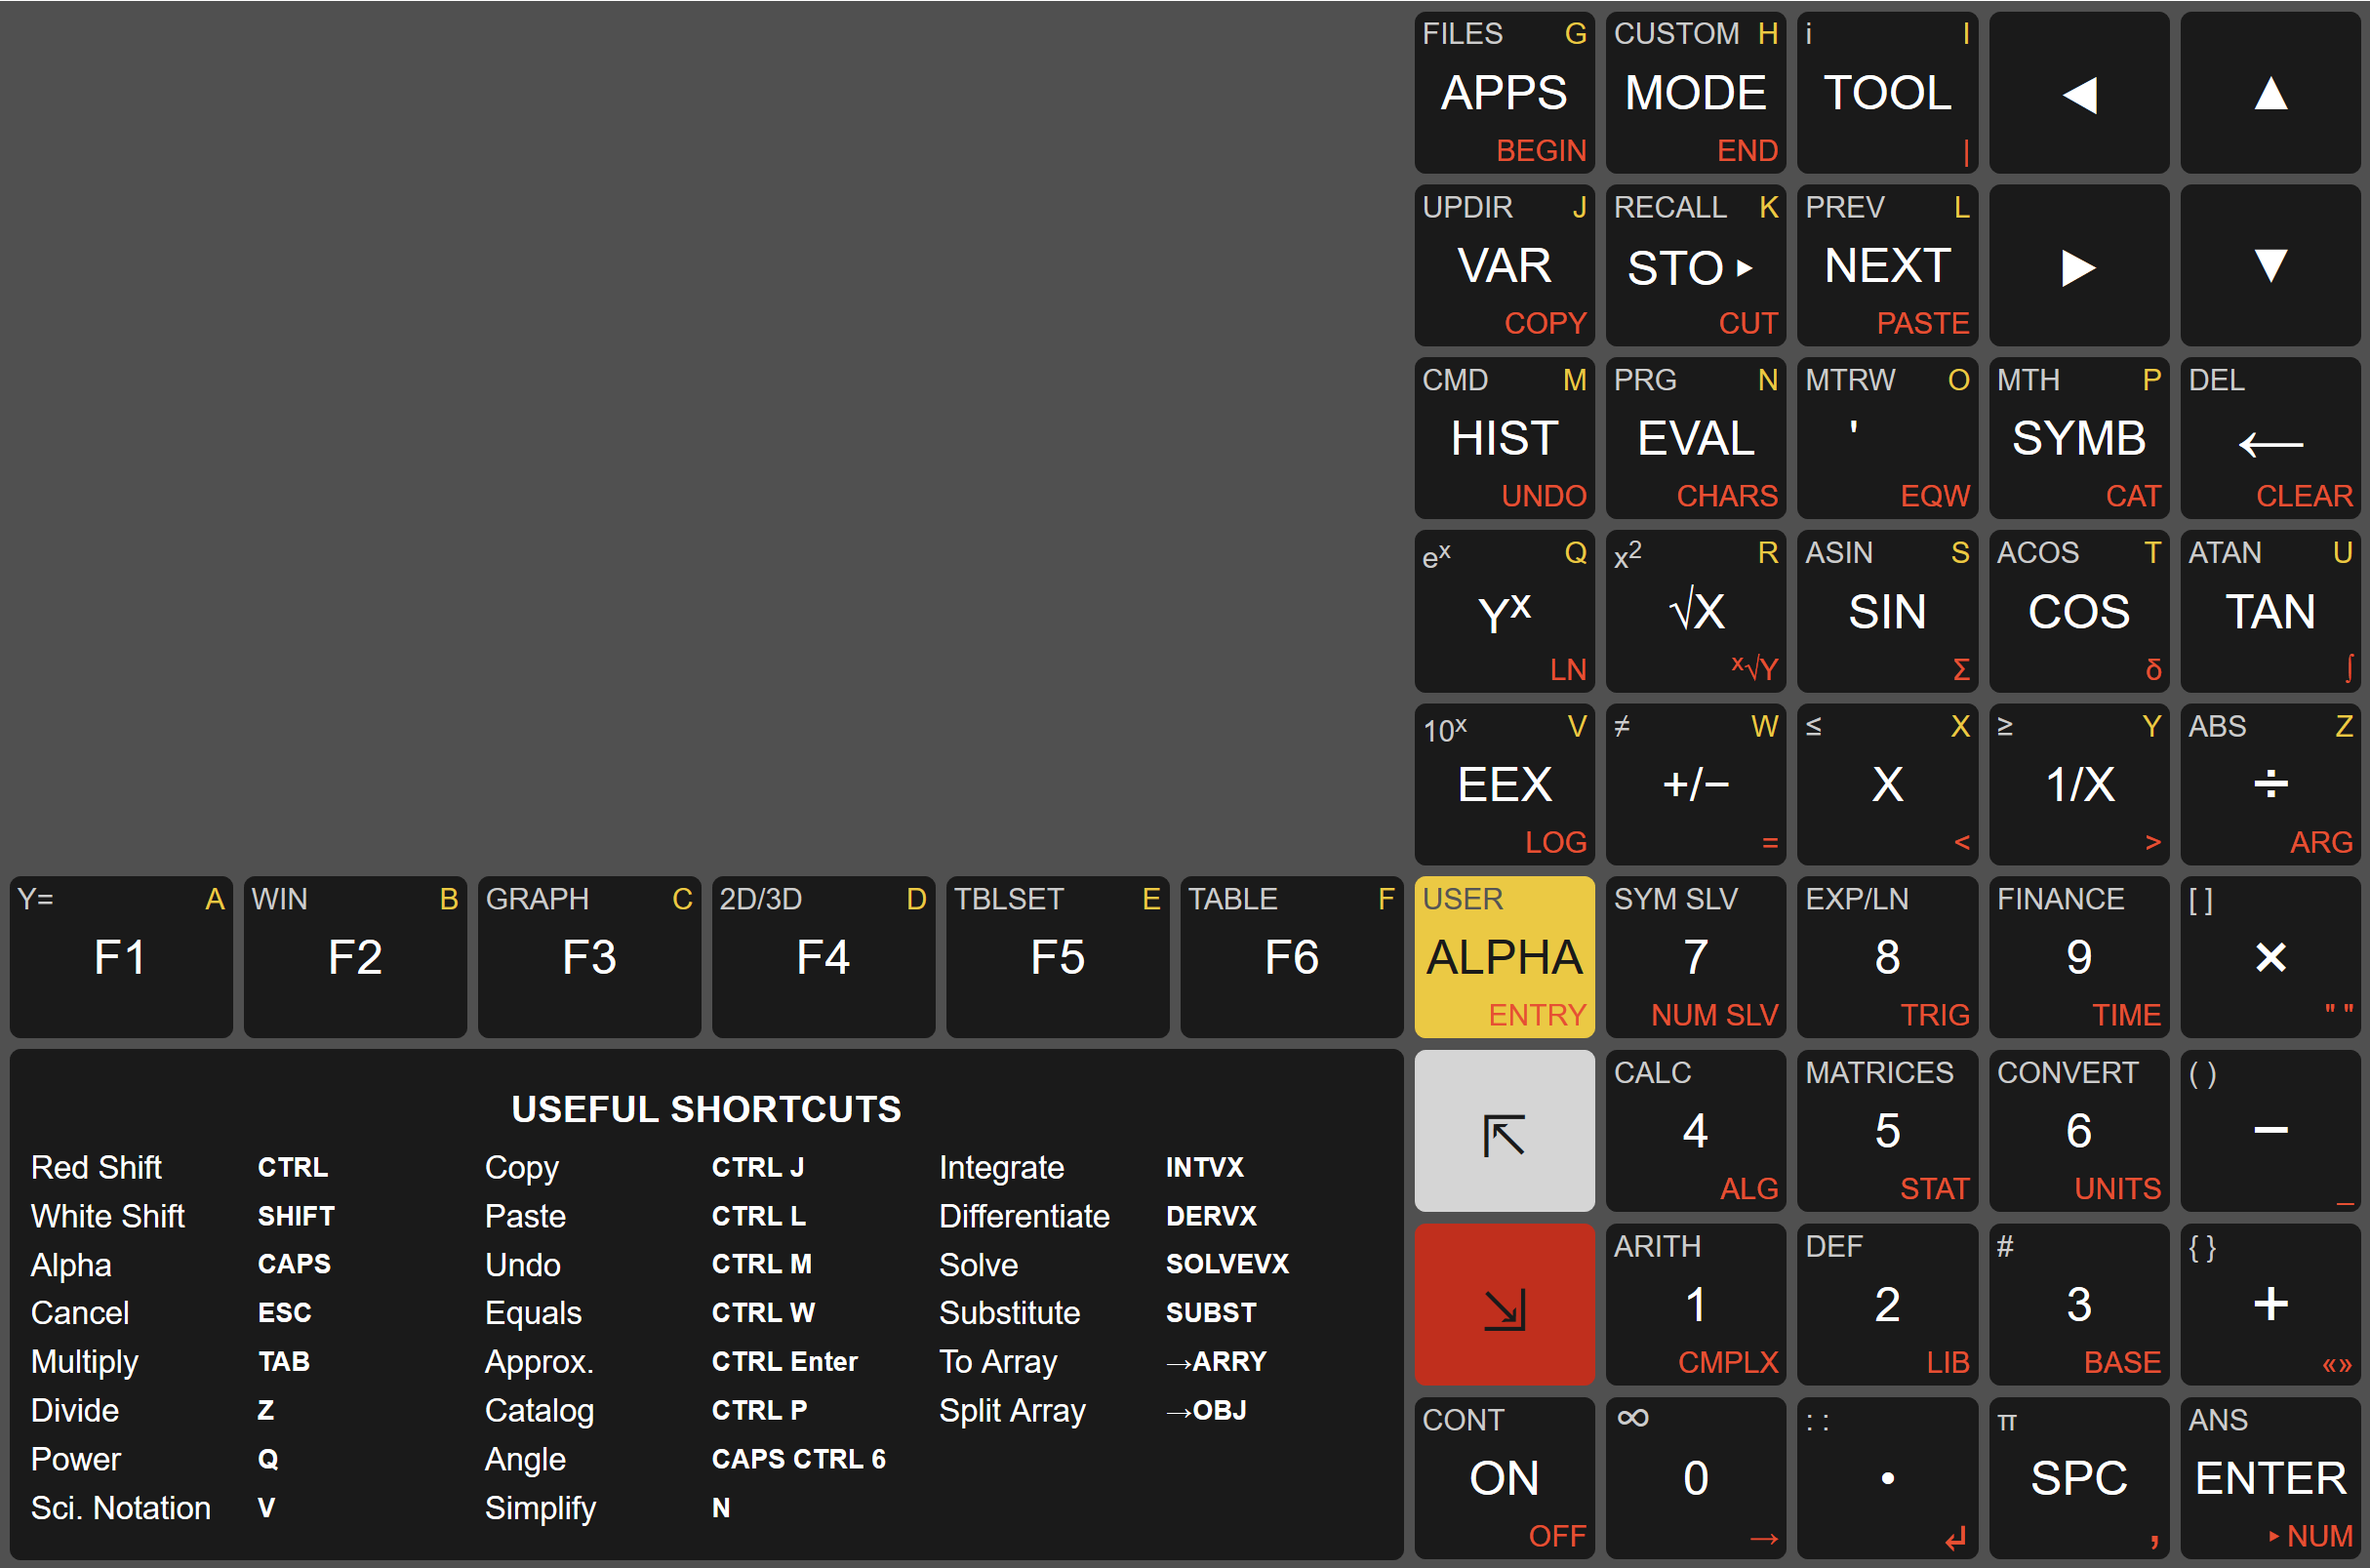 FILES G CUSTOM H i I
APPS MODE TOOL ◀ ▲
BEGIN END |
UPDIR J RECALL K PREV L
VAR STO ▸ NEXT ▶ ▼
COPY CUT PASTE
CMD M PRG N MTRW O MTH P DEL
HIST EVAL ' SYMB ←
UNDO CHARS EQW CAT CLEAR
eˣ Q x² R ASIN S ACOS T ATAN U
Yˣ √X SIN COS TAN
LN ˣ√Y Σ δ ∫
10ˣ V ≠ W ≤ X ≥ Y ABS Z
EEX +/− X 1/X ÷
LOG = < > ARG
Y= A WIN B GRAPH C 2D/3D D TBLSET E TABLE F USER SYM SLV EXP/LN FINANCE [ ]
F1 F2 F3 F4 F5 F6 ALPHA 7 8 9 ×
ENTRY NUM SLV TRIG TIME " "
CALC MATRICES CONVERT ( )
⇱ 4 5 6 −
ALG STAT UNITS _
ARITH DEF # { }
⇲ 1 2 3 +
CMPLX LIB BASE «»
CONT ∞ : : π ANS
ON 0 • SPC ENTER
OFF → ↲ , ▸ NUM
USEFUL SHORTCUTS
Red Shift CTRL Copy CTRL J Integrate INTVX
White Shift SHIFT Paste CTRL L Differentiate DERVX
Alpha CAPS Undo CTRL M Solve SOLVEVX
Cancel ESC Equals CTRL W Substitute SUBST
Multiply TAB Approx. CTRL Enter To Array →ARRY
Divide Z Catalog CTRL P Split Array →OBJ
Power Q Angle CAPS CTRL 6
Sci. Notation V Simplify N